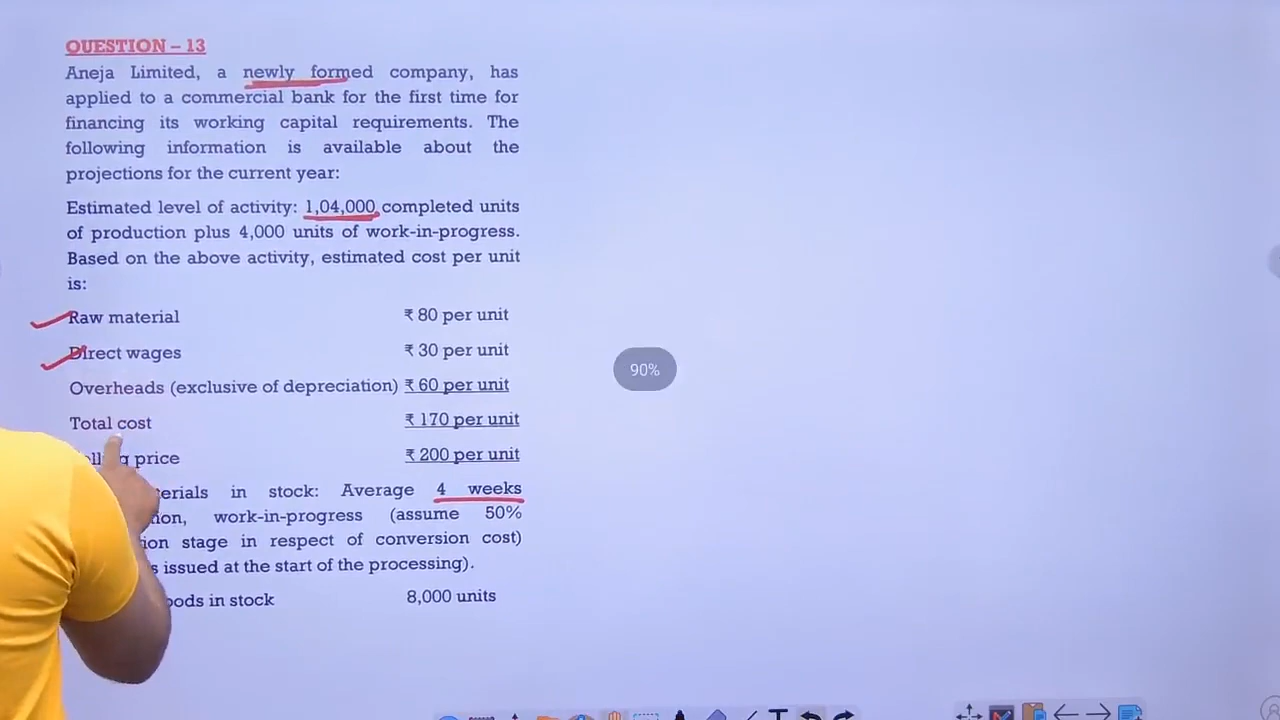 QUESTION – 13
Aneja Limited, a newly formed company, has
applied to a commercial bank for the first time for
financing its working capital requirements. The
following information is available about the
projections for the current year:
Estimated level of activity: 1,04,000 completed units
of production plus 4,000 units of work-in-progress.
Based on the above activity, estimated cost per unit
is:
Raw material ₹ 80 per unit
Direct wages ₹ 30 per unit
Overheads (exclusive of depreciation) ₹ 60 per unit
Total cost ₹ 170 per unit
price ₹ 200 per unit
in stock: Average 4 weeks
work-in-progress (assume 50%
stage in respect of conversion cost)
issued at the start of the processing).
in stock 8,000 units
90%
T